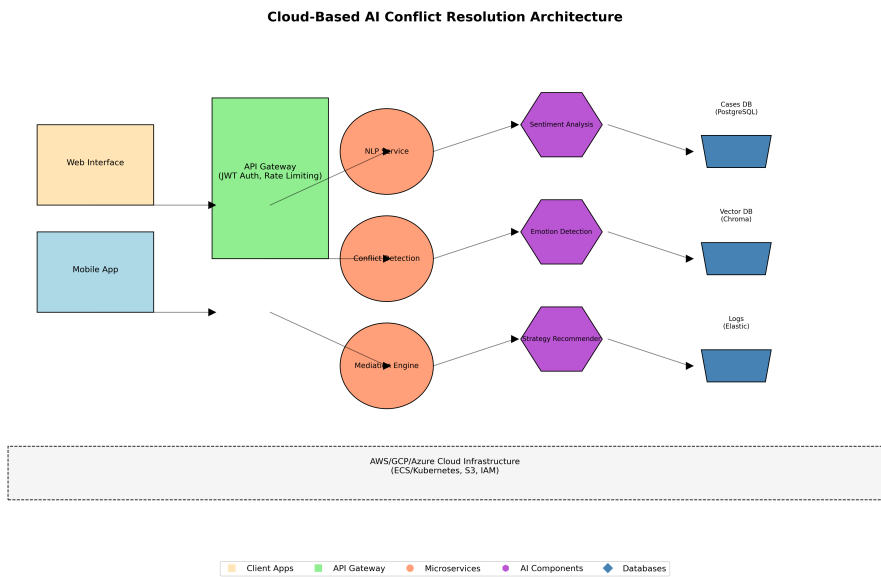 Cloud-Based AI Conflict Resolution Architecture
Web Interface
Mobile App
API Gateway
(JWT Auth, Rate Limiting)
NLP Service
Conflict Detection
Mediation Engine
Sentiment Analysis
Emotion Detection
Strategy Recommender
Cases DB
(PostgreSQL)
Vector DB
(Chroma)
Logs
(Elastic)
AWS/GCP/Azure Cloud Infrastructure
(ECS/Kubernetes, S3, IAM)
Client Apps
API Gateway
Microservices
AI Components
Databases